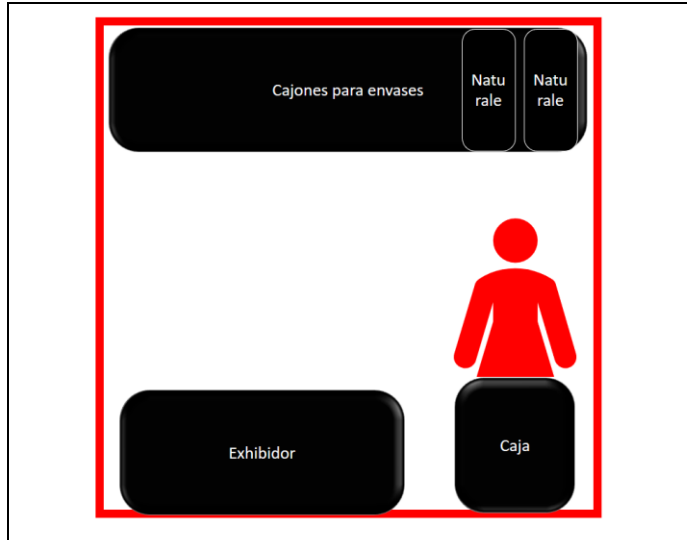 Cajones para envases
Natu
rale
Natu
rale
Exhibidor
Caja